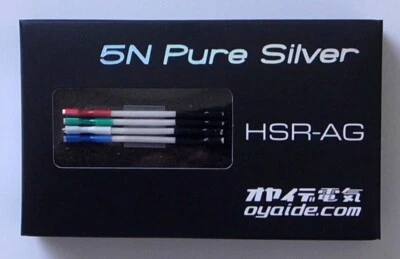 5N Pure Silver
HSR-AG
オヤイデ電気
oyaide.com